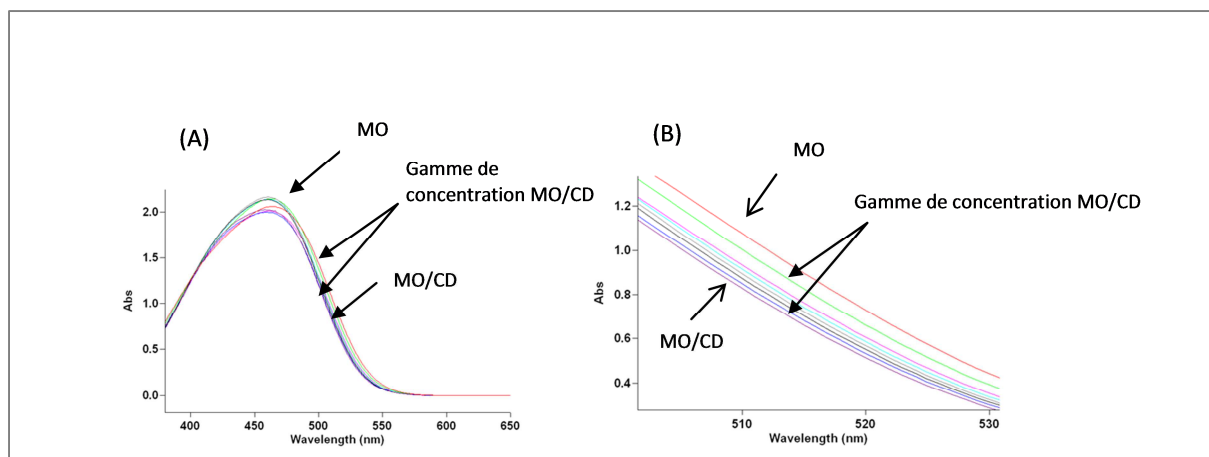 (A)
MO
Gamme de
concentration MO/CD
MO/CD
Abs
2.0
1.5
1.0
0.5
0.0
400 450 500 550 600 650
Wavelength (nm)
(B)
MO
Gamme de concentration MO/CD
MO/CD
Abs
1.2
1.0
0.8
0.6
0.4
510 520 530
Wavelength (nm)